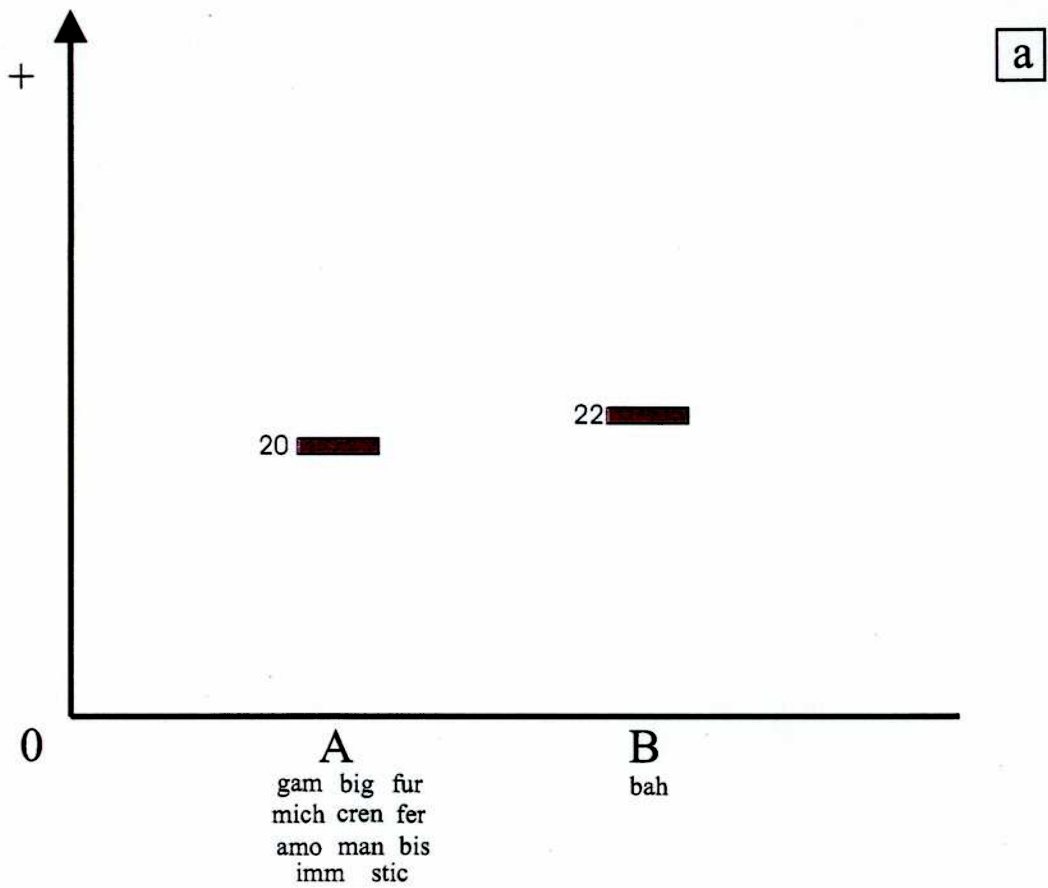 +
a
22
20
0
A B
gam big fur bah
mich cren fer
amo man bis
imm stic